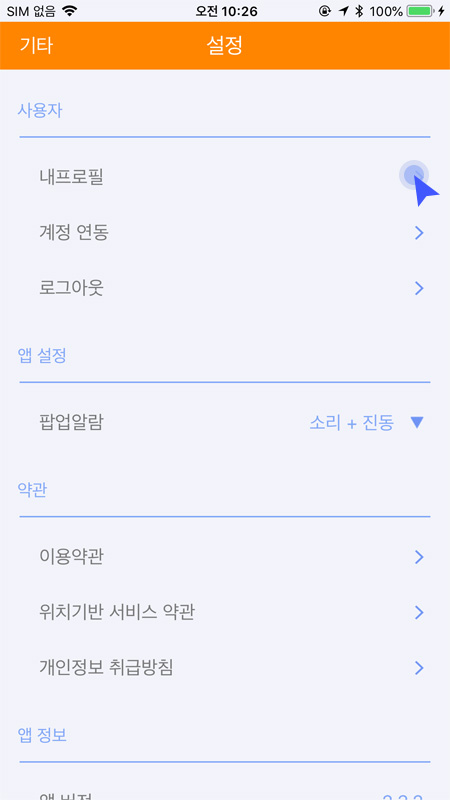 SIM 없음 오전 10:26 100%
기타 설정
사용자
내프로필
계정 연동
로그아웃
앱 설정
팝업알람 소리 + 진동
약관
이용약관
위치기반 서비스 약관
개인정보 취급방침
앱 정보
앱 버전